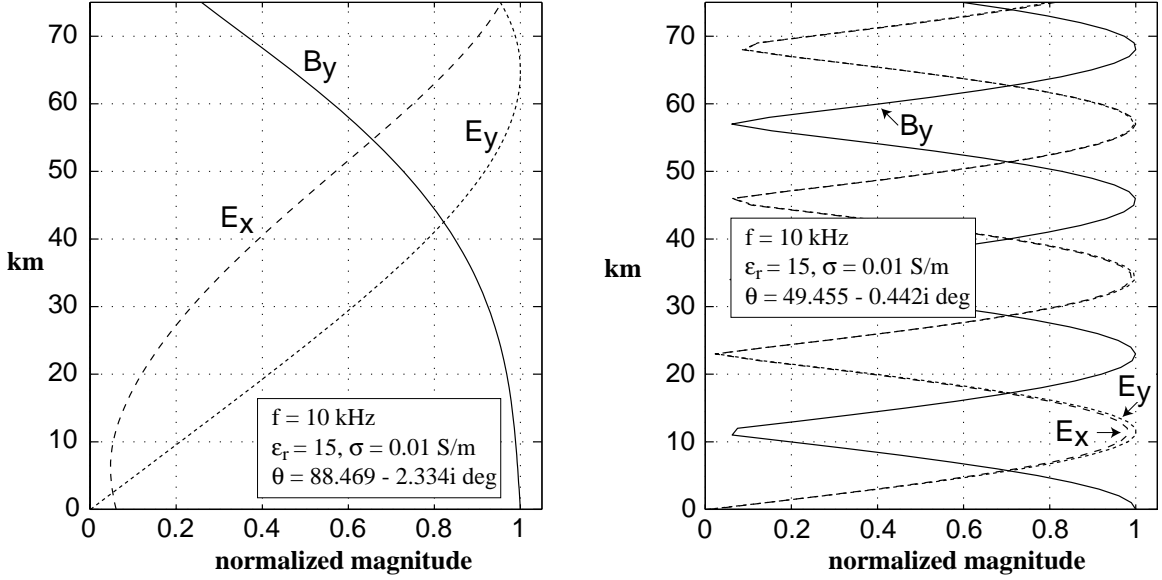 70
60
50
40
km
30
20
10
0
0
0.2
0.4
0.6
0.8
1
normalized magnitude
By
Ey
Ex
f = 10 kHz
εr = 15, σ = 0.01 S/m
θ = 88.469 - 2.334i deg
70
60
50
40
km
30
20
10
0
0
0.2
0.4
0.6
0.8
1
normalized magnitude
By
f = 10 kHz
εr = 15, σ = 0.01 S/m
θ = 49.455 - 0.442i deg
Ey
Ex